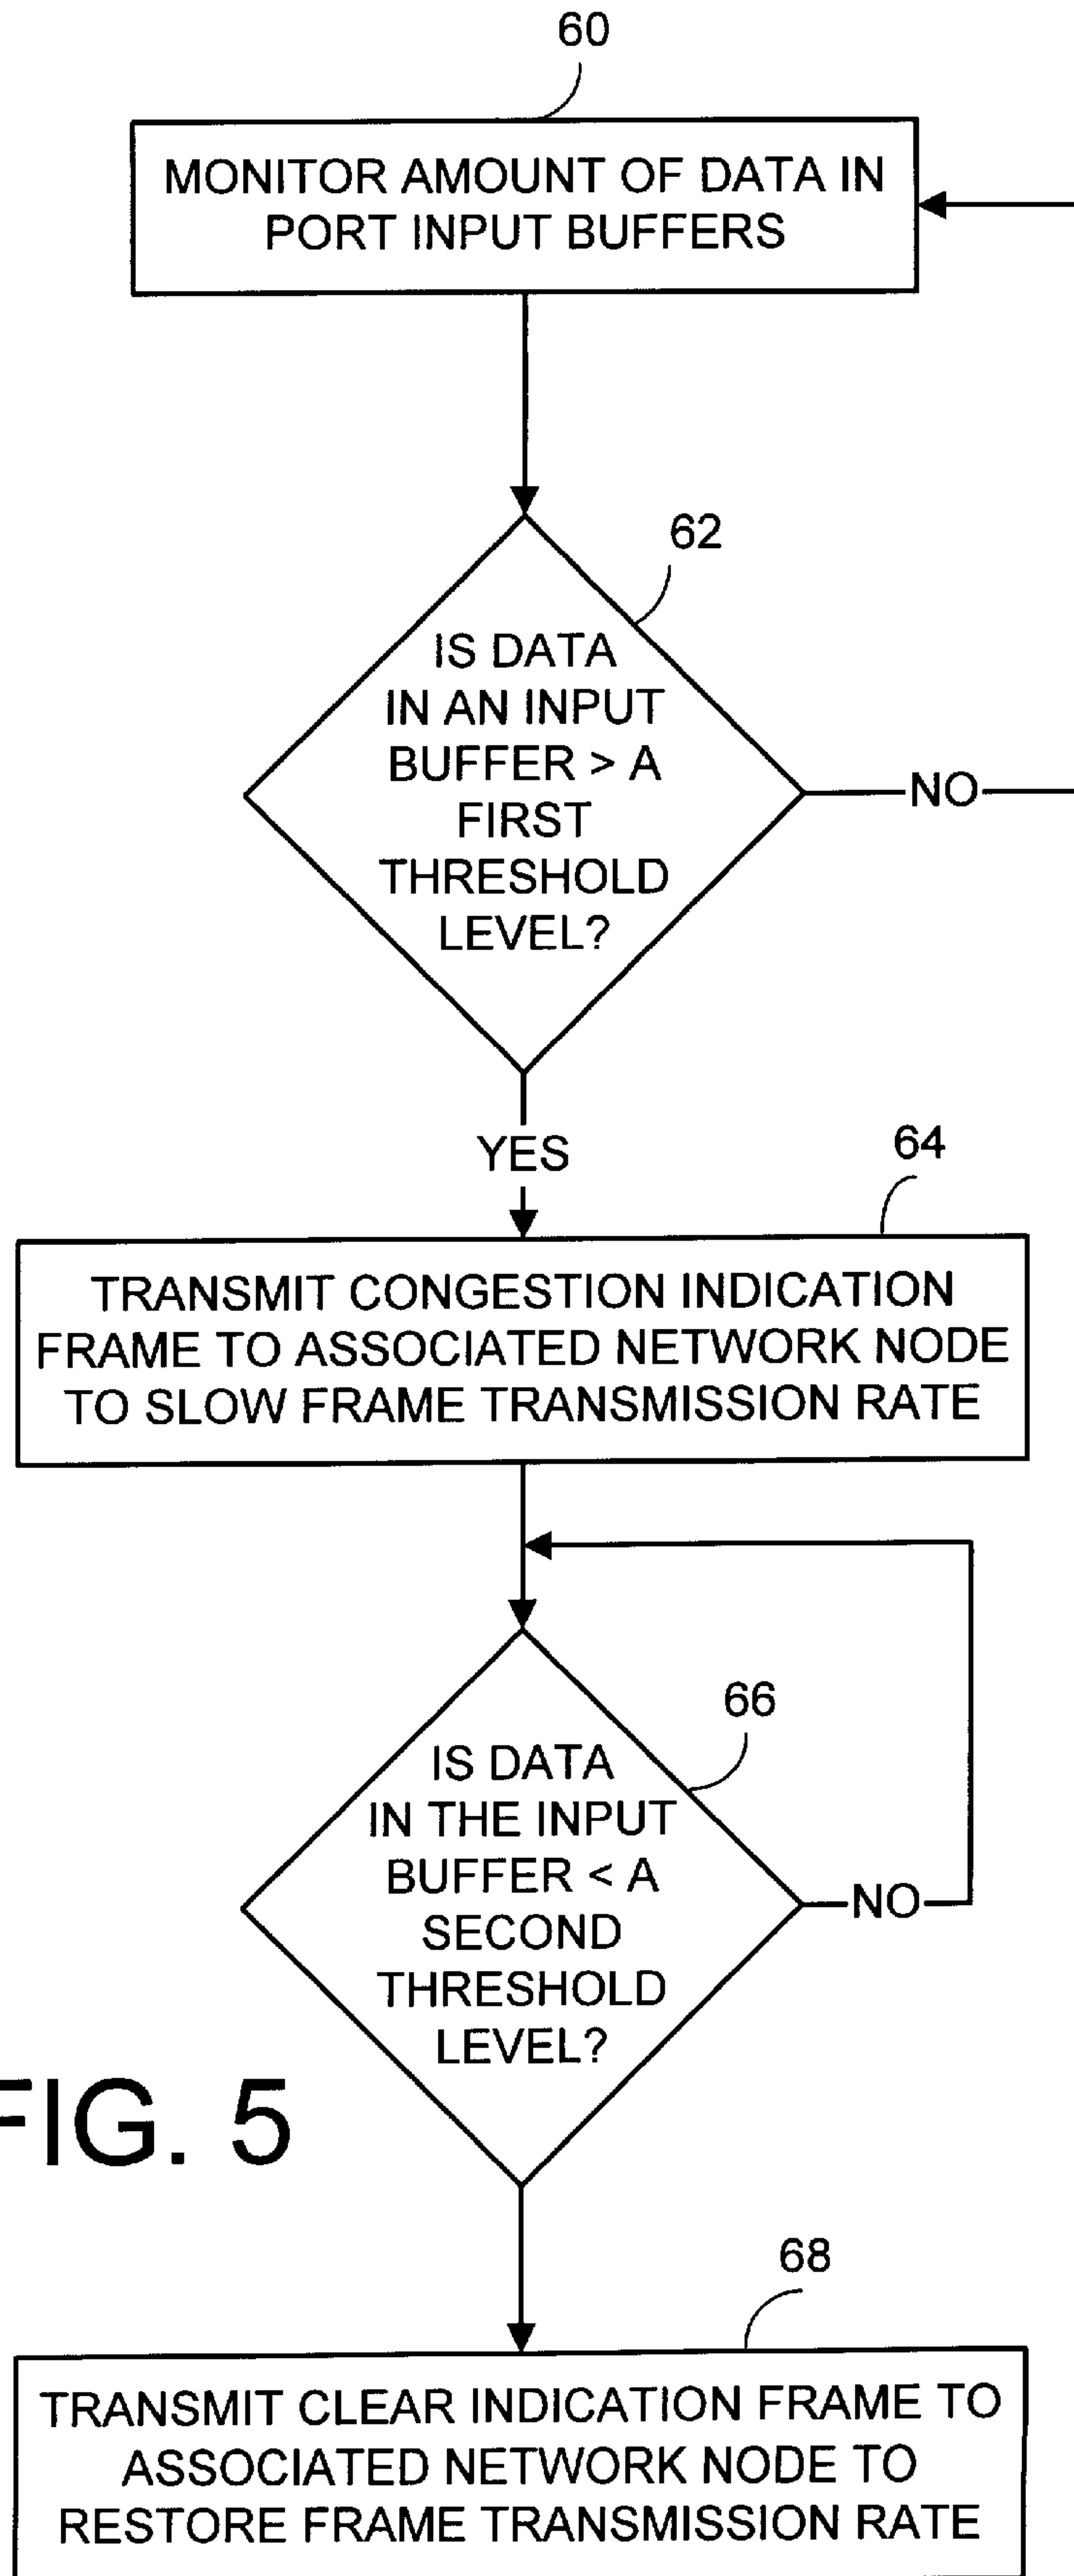 60
MONITOR AMOUNT OF DATA IN
PORT INPUT BUFFERS
62
IS DATA
IN AN INPUT
BUFFER > A
FIRST
THRESHOLD
LEVEL?
NO
YES
64
TRANSMIT CONGESTION INDICATION
FRAME TO ASSOCIATED NETWORK NODE
TO SLOW FRAME TRANSMISSION RATE
66
IS DATA
IN THE INPUT
BUFFER < A
SECOND
THRESHOLD
LEVEL?
NO
FIG. 5
68
TRANSMIT CLEAR INDICATION FRAME TO
ASSOCIATED NETWORK NODE TO
RESTORE FRAME TRANSMISSION RATE